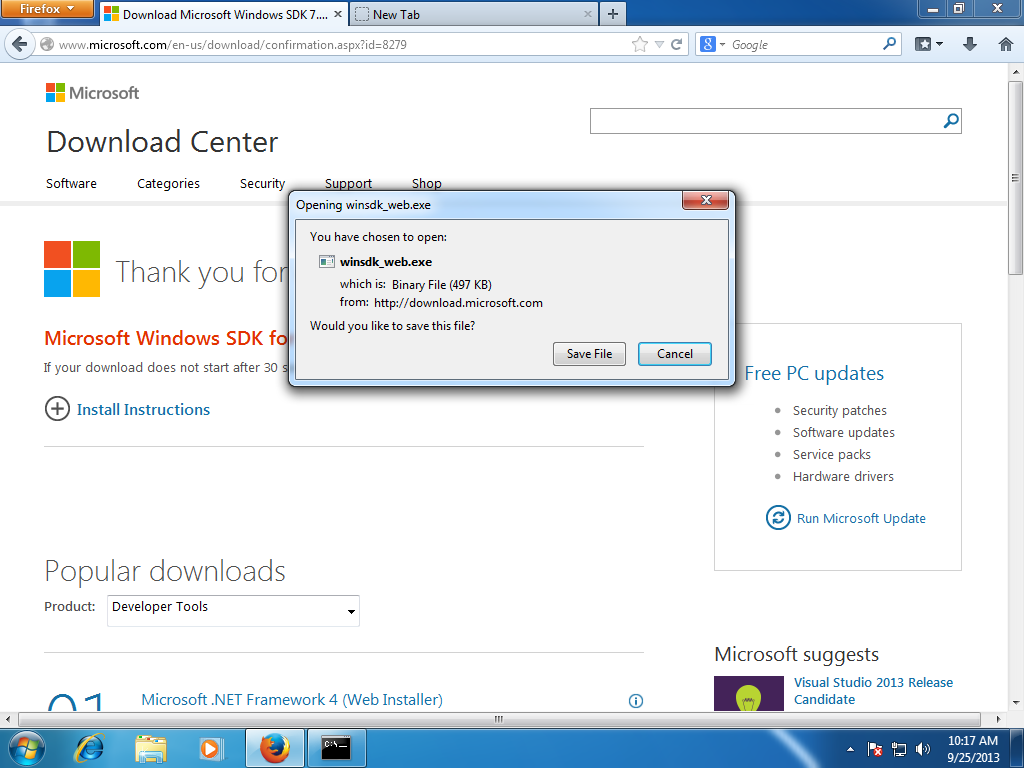 Firefox
Download Microsoft Windows SDK 7....
New Tab
www.microsoft.com/en-us/download/confirmation.aspx?id=8279
Google
Microsoft
Download Center
Software Categories Security Support Shop
Opening winsdk_web.exe
You have chosen to open:
winsdk_web.exe
which is: Binary File (497 KB)
from: http://download.microsoft.com
Would you like to save this file?
Save File Cancel
Thank you for
Microsoft Windows SDK fo
If your download does not start after 30 s
Install Instructions
Free PC updates
Security patches
Software updates
Service packs
Hardware drivers
Run Microsoft Update
Popular downloads
Product: Developer Tools
01 Microsoft .NET Framework 4 (Web Installer)
Microsoft suggests
Visual Studio 2013 Release
Candidate
C:\
10:17 AM
9/25/2013